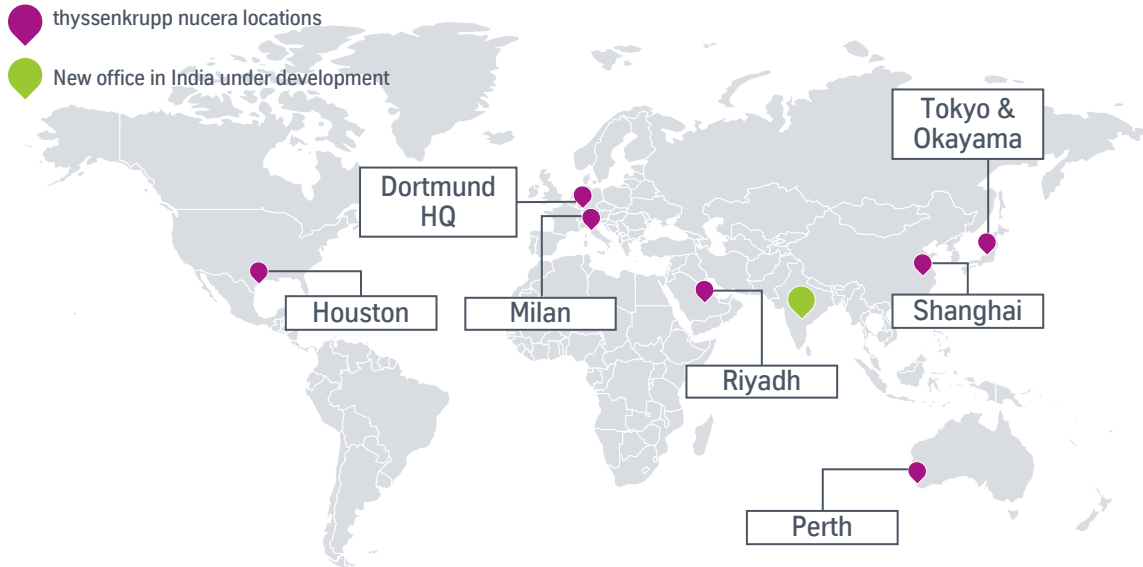 thyssenkrupp nucera locations
New office in India under development
Tokyo &
Okayama
Dortmund
HQ
Houston
Milan
Shanghai
Riyadh
Perth